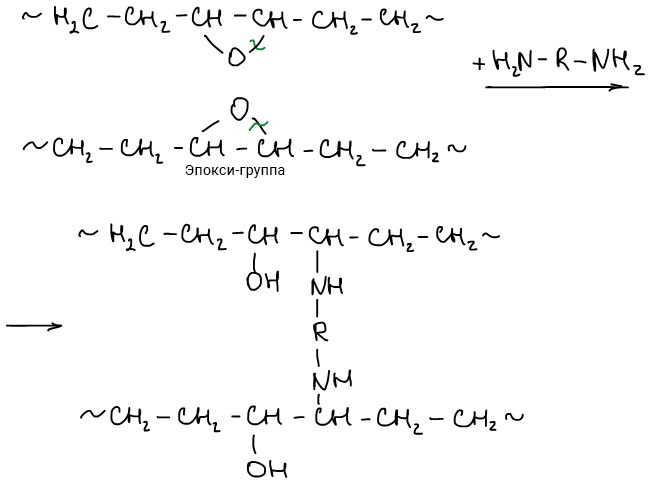 ~ H₂C – CH₂ – CH – CH – CH₂ – CH₂ ~
O
+ H₂N – R – NH₂
O
~ CH₂ – CH₂ – CH – CH – CH₂ – CH₂ ~
Эпокси-группа
~ H₂C – CH₂ – CH – CH – CH₂ – CH₂ ~
OH NH
R
NH
~ CH₂ – CH₂ – CH – CH – CH₂ – CH₂ ~
OH